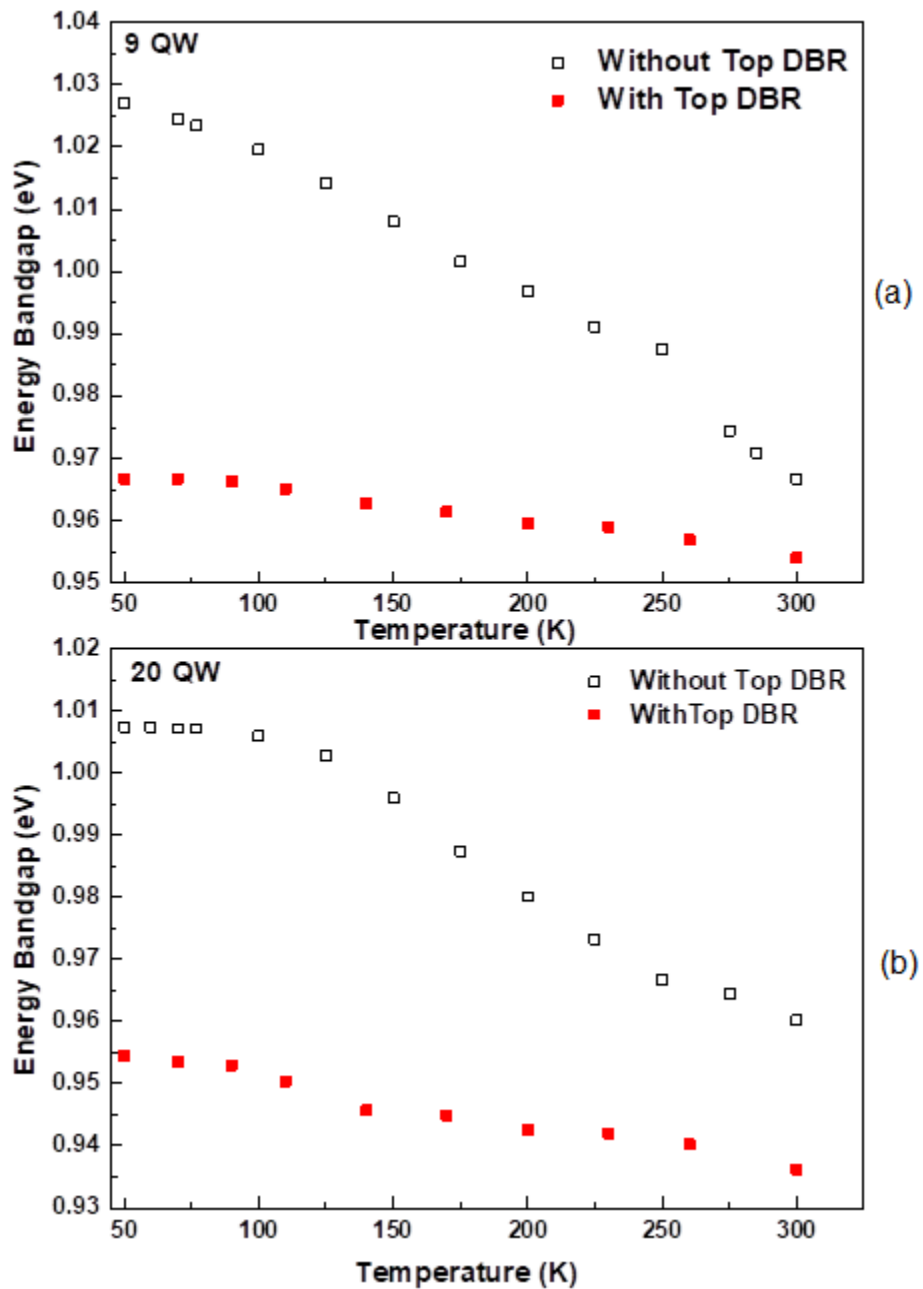 9 QW
Without Top DBR
With Top DBR
1.04
1.03
1.02
1.01
1.00
0.99
0.98
0.97
0.96
0.95
Energy Bandgap (eV)
50
100
150
200
250
300
Temperature (K)
(a)
20 QW
Without Top DBR
WithTop DBR
1.02
1.01
1.00
0.99
0.98
0.97
0.96
0.95
0.94
0.93
Energy Bandgap (eV)
50
100
150
200
250
300
Temperature (K)
(b)